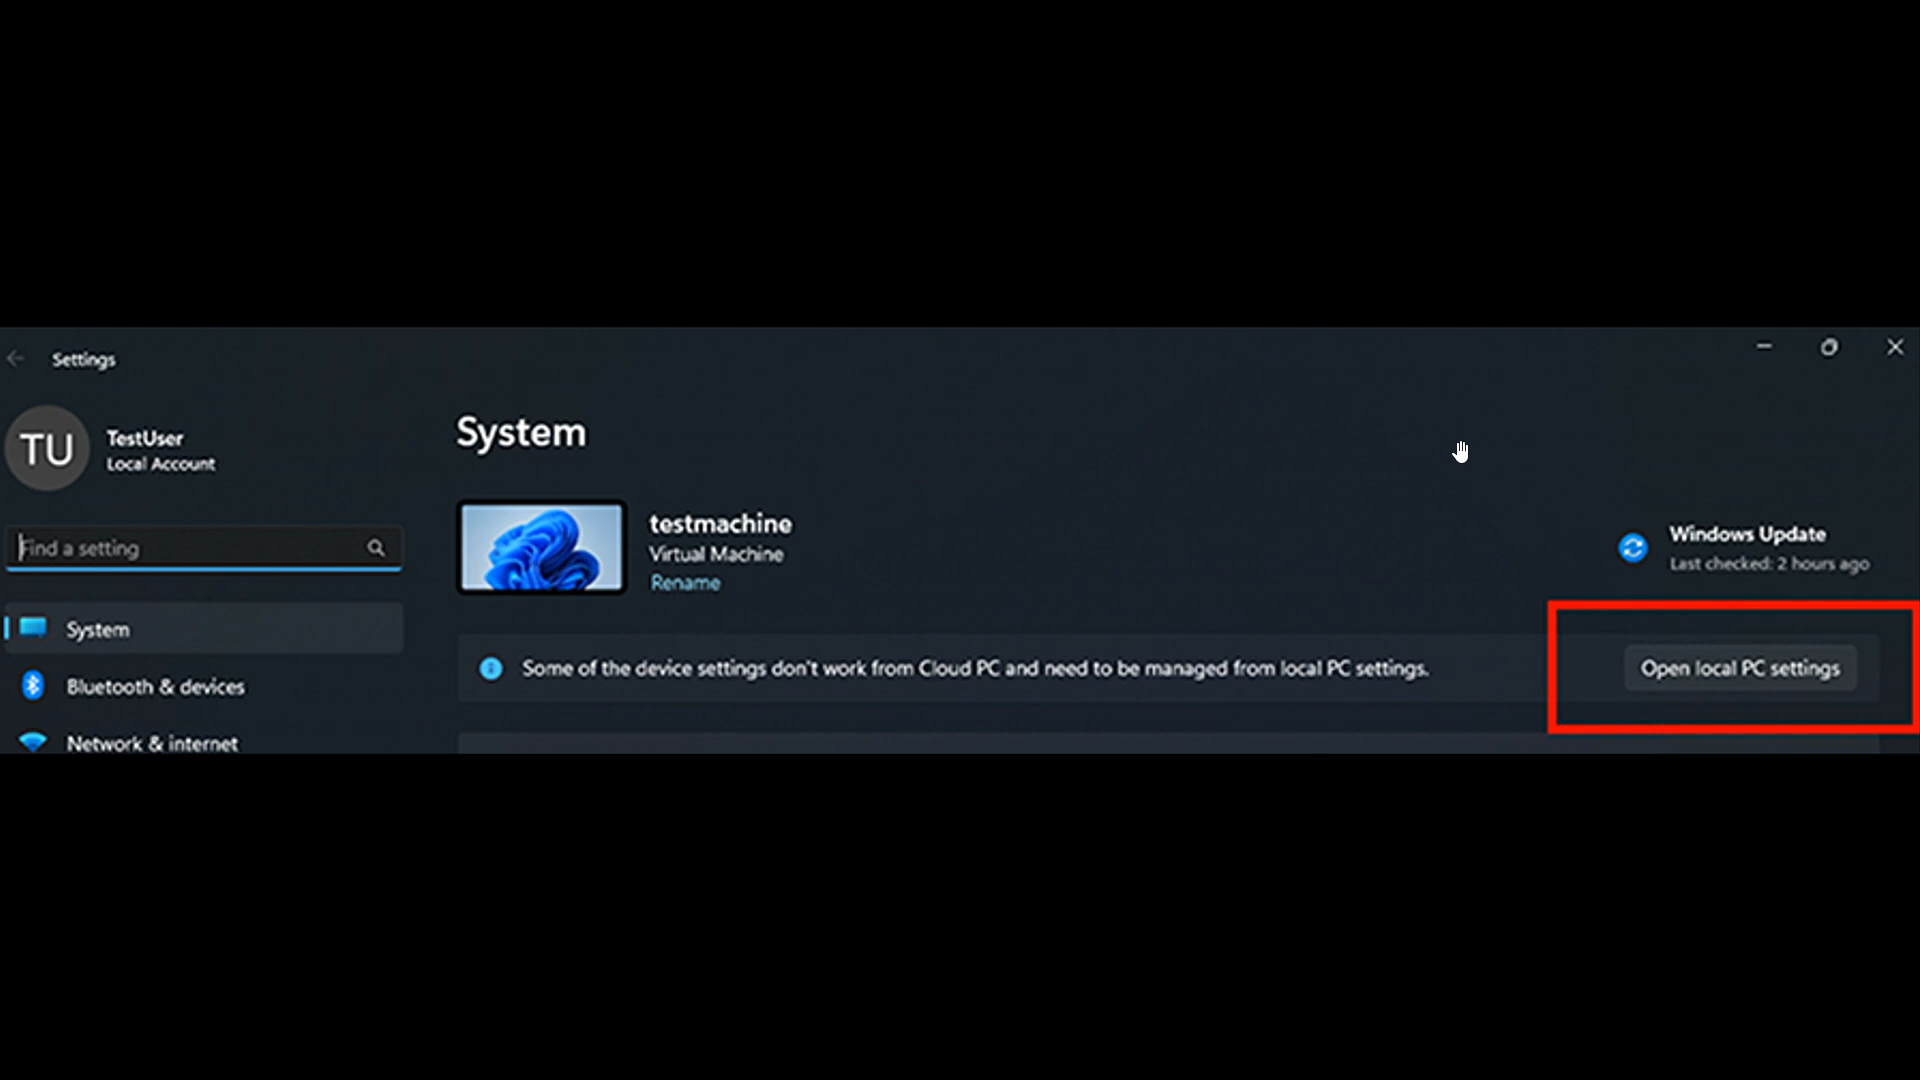 Settings
TU
TestUser
Local Account
Find a setting
System
Bluetooth & devices
Network & internet
System
testmachine
Virtual Machine
Rename
Windows Update
Last checked: 2 hours ago
Some of the device settings don't work from Cloud PC and need to be managed from local PC settings.
Open local PC settings